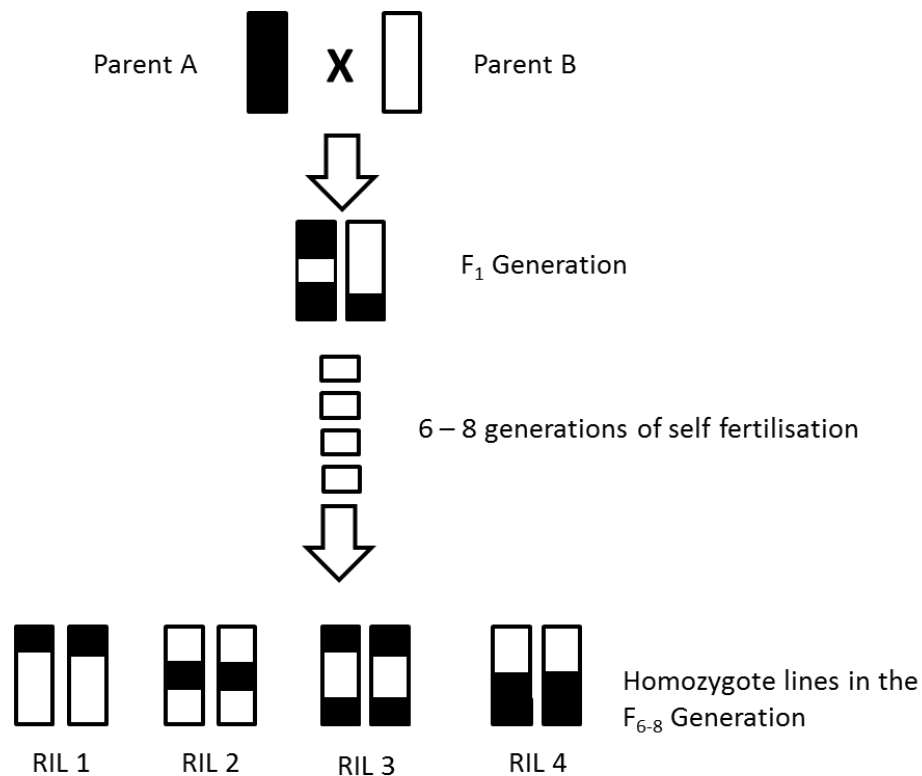 Parent A X Parent B
F₁ Generation
6 – 8 generations of self fertilisation
Homozygote lines in the
F₆₋₈ Generation
RIL 1 RIL 2 RIL 3 RIL 4